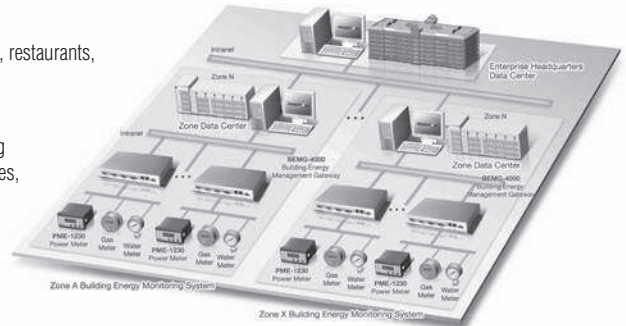 , restaurants,
g
es,
Intranet
Enterprise Headquarters
Data Center
Zone N
Zone Data Center
Intranet
BEMG-4000
Building Energy
Management Gateway
PME-1230
Power Meter
Gas
Meter
Water
Meter
PME-1230
Power Meter
Gas
Meter
Water
Meter
Zone A Building Energy Monitoring System
Zone N
Zone Data Center
BEMG-4000
Building Energy
Management Gateway
PME-1230
Power Meter
Gas
Meter
Water
Meter
PME-1230
Power Meter
Gas
Meter
Water
Meter
Zone X Building Energy Monitoring System